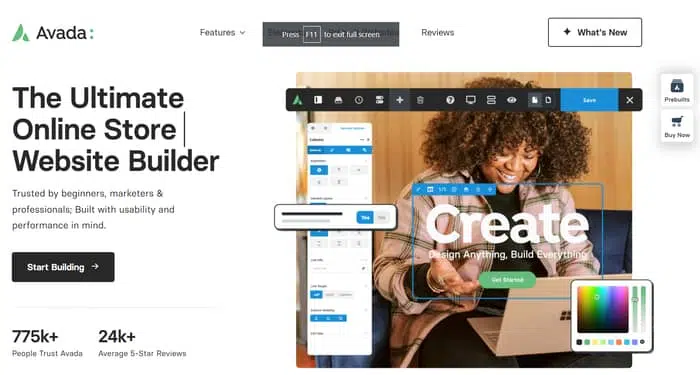 Avada:
Features
Press F11 to exit full screen
Reviews
What's New
The Ultimate
Online Store
Website Builder
Trusted by beginners, marketers &
professionals; Built with usability and
performance in mind.
Start Building
775k+
People Trust Avada
24k+
Average 5-Star Reviews
Save
Prebuilts
Buy Now
Yes
Create
Design Anything, Build Everything
Get Started